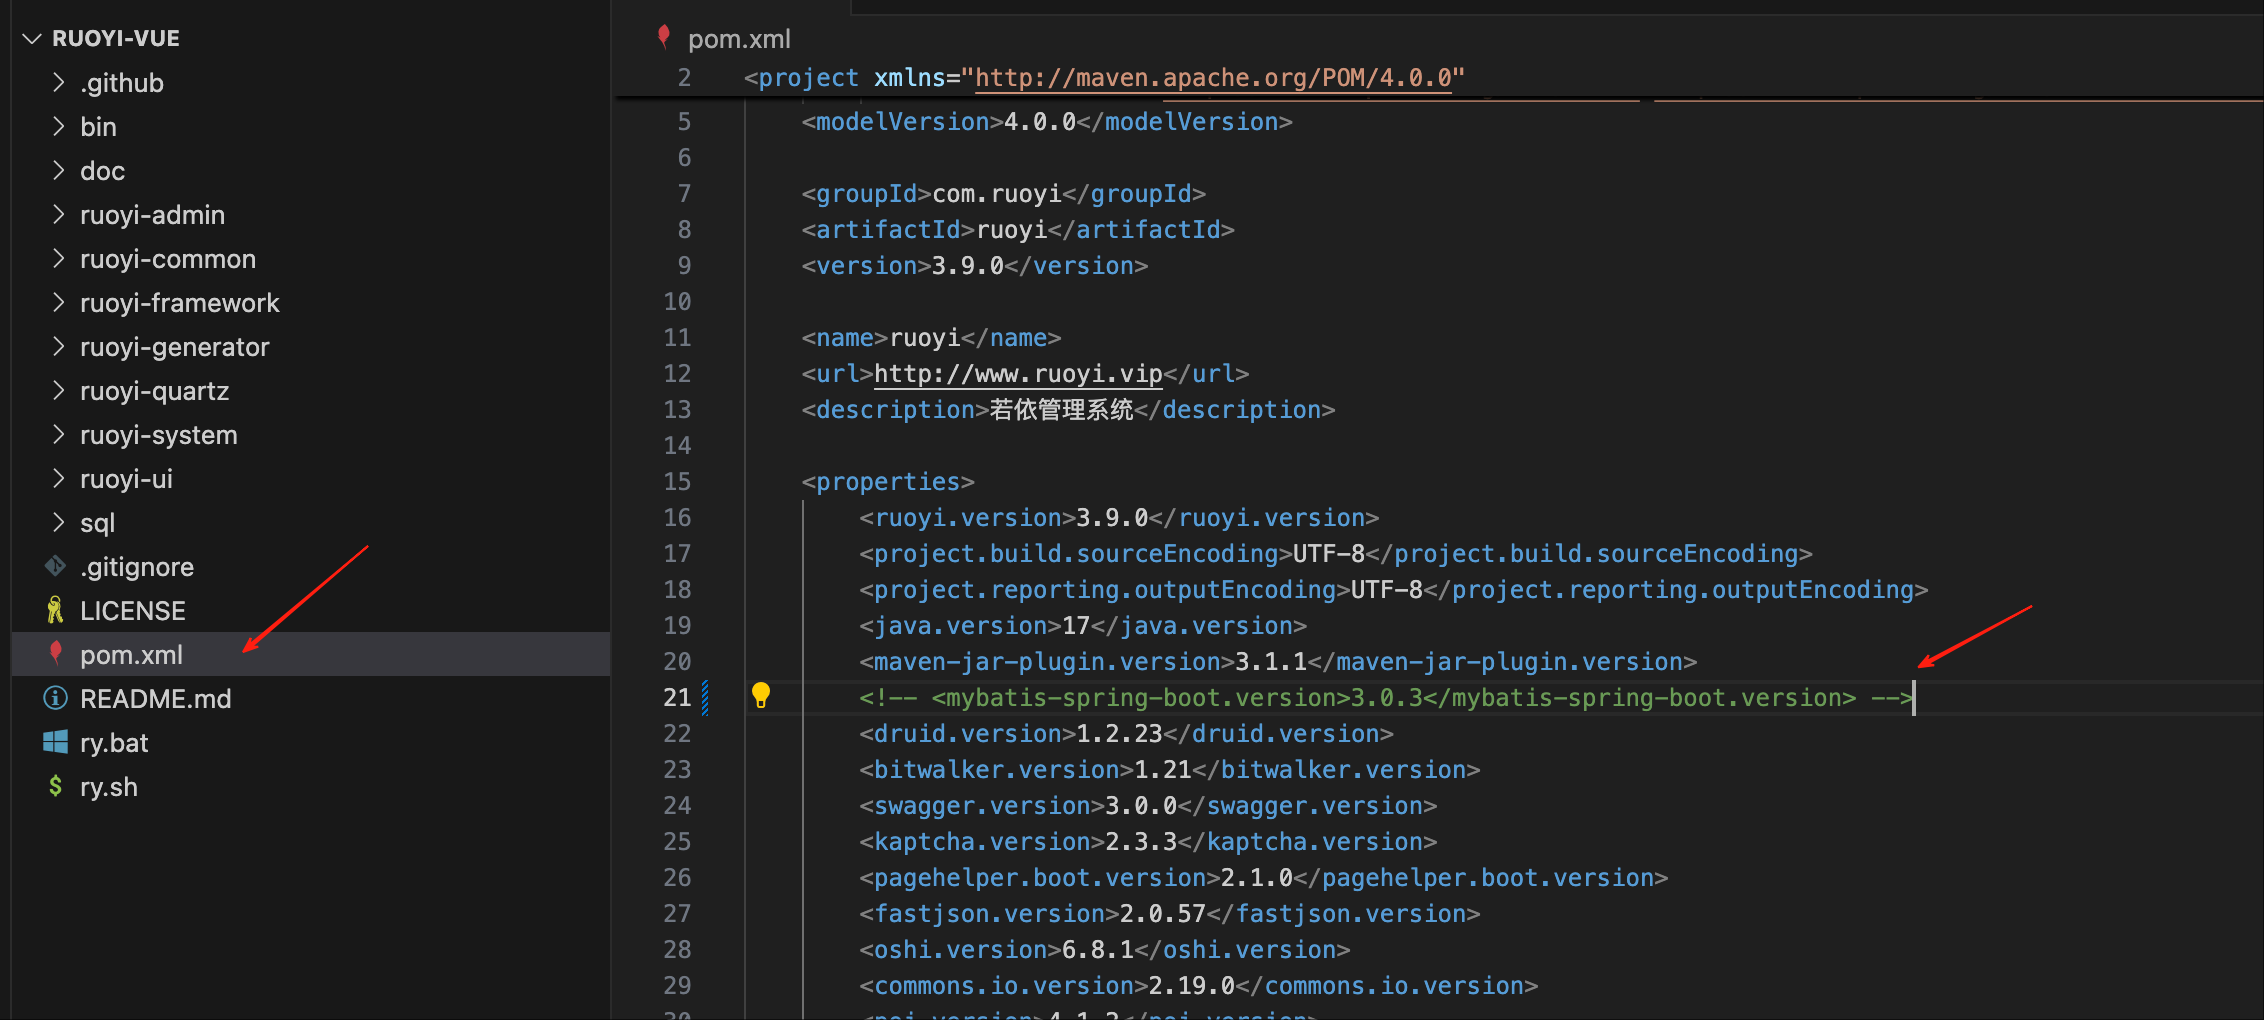 RUOYI-VUE
.github
bin
doc
ruoyi-admin
ruoyi-common
ruoyi-framework
ruoyi-generator
ruoyi-quartz
ruoyi-system
ruoyi-ui
sql
.gitignore
LICENSE
pom.xml
README.md
ry.bat
$ ry.sh
pom.xml
2 <project xmlns="http://maven.apache.org/POM/4.0.0"
5 <modelVersion>4.0.0</modelVersion>
6
7 <groupId>com.ruoyi</groupId>
8 <artifactId>ruoyi</artifactId>
9 <version>3.9.0</version>
10
11 <name>ruoyi</name>
12 <url>http://www.ruoyi.vip</url>
13 <description>若依管理系统</description>
14
15 <properties>
16 <ruoyi.version>3.9.0</ruoyi.version>
17 <project.build.sourceEncoding>UTF-8</project.build.sourceEncoding>
18 <project.reporting.outputEncoding>UTF-8</project.reporting.outputEncoding>
19 <java.version>17</java.version>
20 <maven-jar-plugin.version>3.1.1</maven-jar-plugin.version>
21 <!-- <mybatis-spring-boot.version>3.0.3</mybatis-spring-boot.version> -->
22 <druid.version>1.2.23</druid.version>
23 <bitwalker.version>1.21</bitwalker.version>
24 <swagger.version>3.0.0</swagger.version>
25 <kaptcha.version>2.3.3</kaptcha.version>
26 <pagehelper.boot.version>2.1.0</pagehelper.boot.version>
27 <fastjson.version>2.0.57</fastjson.version>
28 <oshi.version>6.8.1</oshi.version>
29 <commons.io.version>2.19.0</commons.io.version>